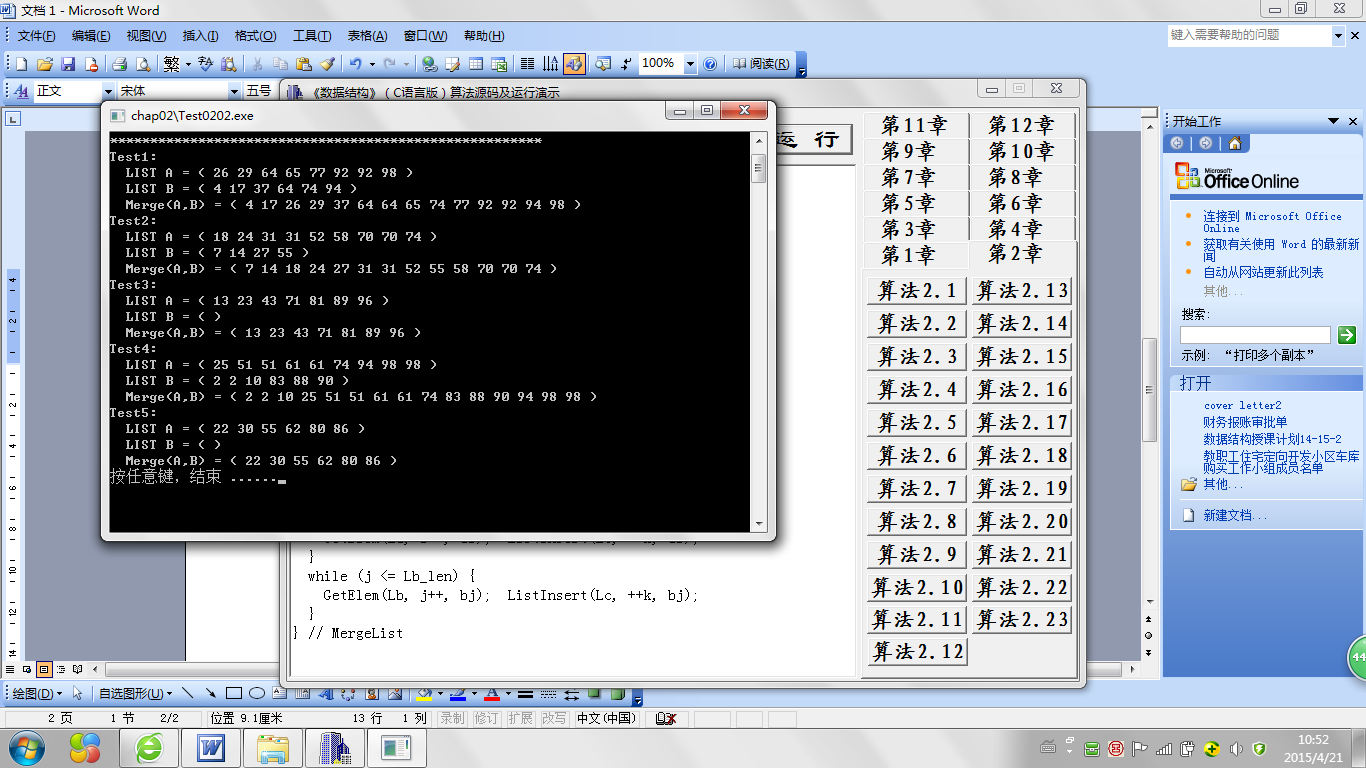 文档 1 - Microsoft Word
文件(F) 编辑(E) 视图(V) 插入(I) 格式(O) 工具(T) 表格(A) 窗口(W) 帮助(H)
键入需要帮助的问题
繁 100% 阅读(R)
正文 宋体 五号
《数据结构》（C语言版）算法源码及运行演示
chap02\Test0202.exe
运 行
******************************************************
Test1:
LIST A = ( 26 29 64 65 77 92 92 98 )
LIST B = ( 4 17 37 64 74 94 )
Merge(A,B) = ( 4 17 26 29 37 64 64 65 74 77 92 92 94 98 )
Test2:
LIST A = ( 18 24 31 31 52 58 70 70 74 )
LIST B = ( 7 14 27 55 )
Merge(A,B) = ( 7 14 18 24 27 31 31 52 55 58 70 70 74 )
Test3:
LIST A = ( 13 23 43 71 81 89 96 )
LIST B = ( )
Merge(A,B) = ( 13 23 43 71 81 89 96 )
Test4:
LIST A = ( 25 51 51 61 61 74 94 98 98 )
LIST B = ( 2 2 10 83 88 90 )
Merge(A,B) = ( 2 2 10 25 51 51 61 61 74 83 88 90 94 98 98 )
Test5:
LIST A = ( 22 30 55 62 80 86 )
LIST B = ( )
Merge(A,B) = ( 22 30 55 62 80 86 )
按任意键，结束 ......
}
while (j <= Lb_len) {
GetElem(Lb, j++, bj); ListInsert(Lc, ++k, bj);
}
} // MergeList
第11章 第12章
第9章 第10章
第7章 第8章
第5章 第6章
第3章 第4章
第1章 第2章
算法2.1 算法2.13
算法2.2 算法2.14
算法2.3 算法2.15
算法2.4 算法2.16
算法2.5 算法2.17
算法2.6 算法2.18
算法2.7 算法2.19
算法2.8 算法2.20
算法2.9 算法2.21
算法2.10 算法2.22
算法2.11 算法2.23
算法2.12
开始工作
Microsoft
Office Online
连接到 Microsoft Office
Online
获取有关使用 Word 的最新新
闻
自动从网站更新此列表
其他...
搜索:
示例: “打印多个副本”
打开
cover letter2
财务报账审批单
数据结构授课计划14-15-2
教职工住宅定向开发小区车库
购买工作小组成员名单
其他...
新建文档...
44
绘图(D) 自选图形(U)
2 页 1 节 2/2 位置 9.1厘米 13 行 1 列 录制 修订 扩展 改写 中文(中国)
10:52
2015/4/21